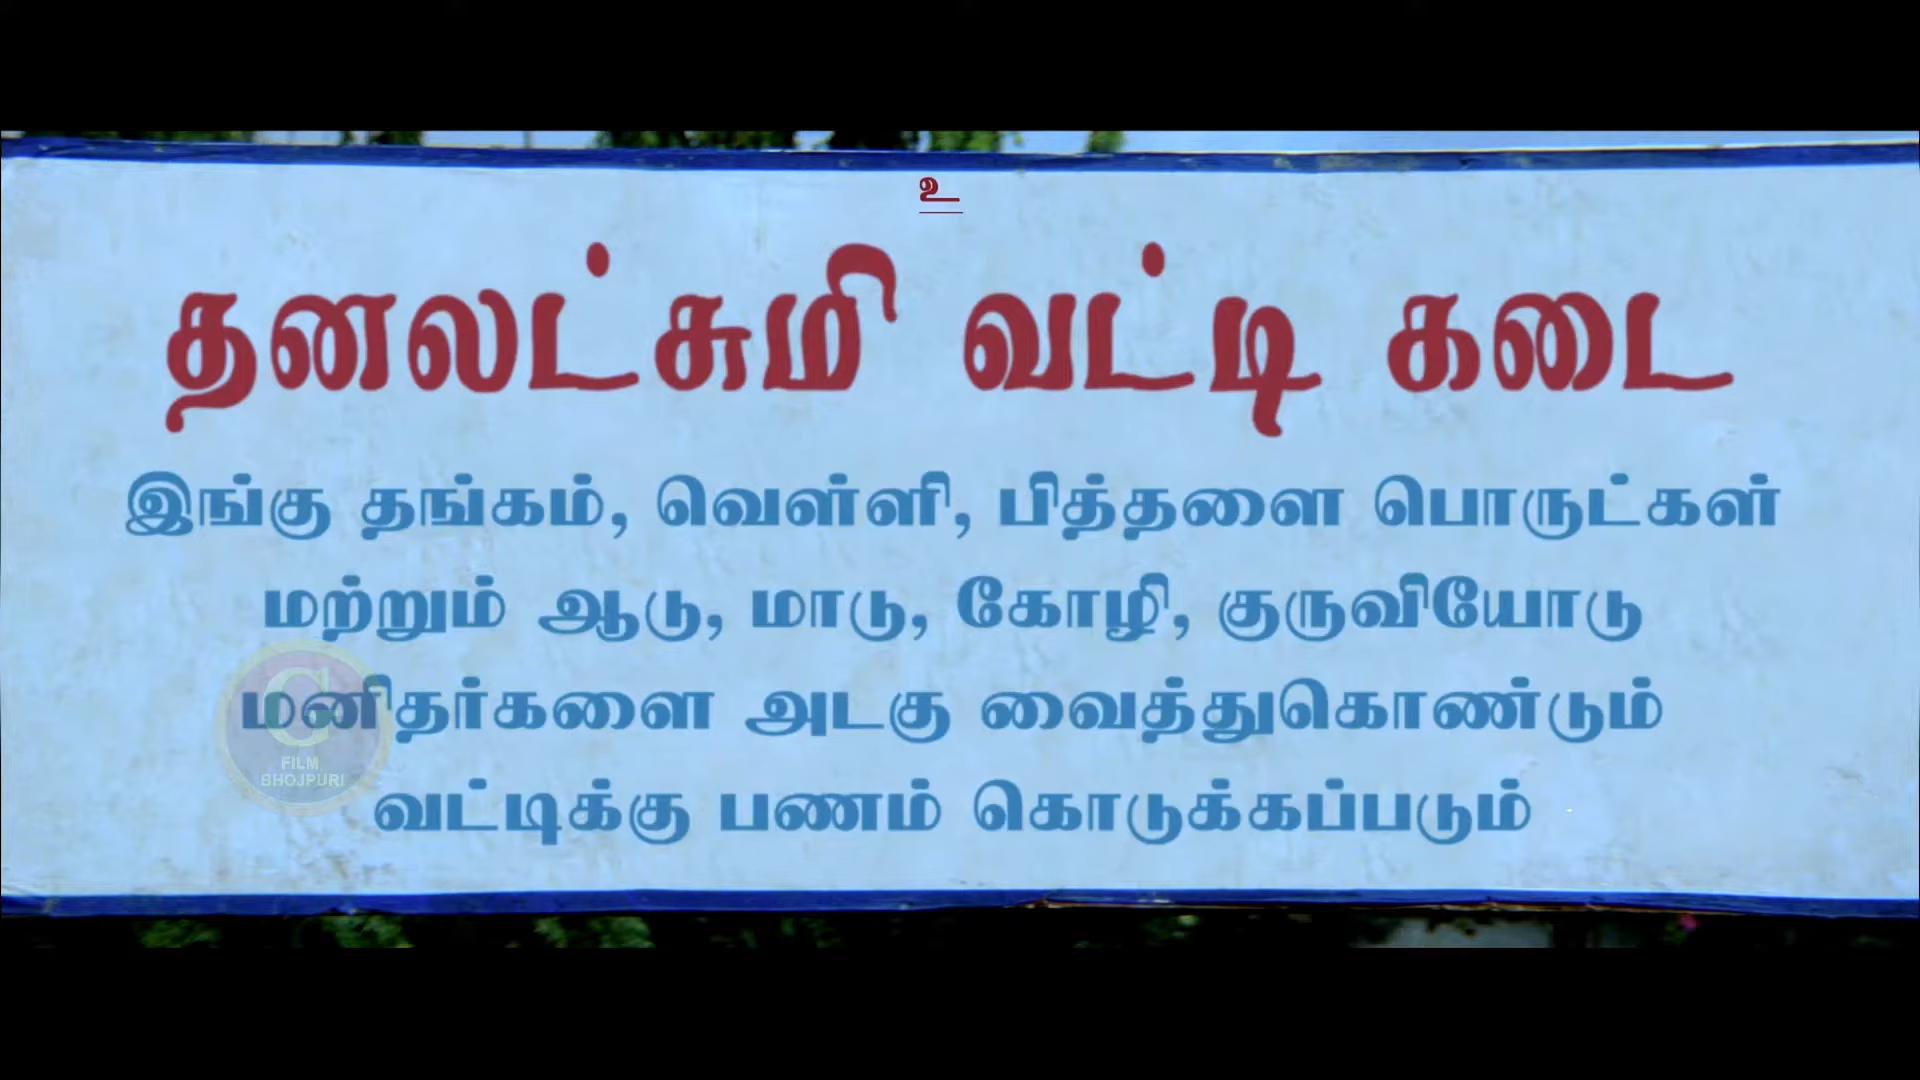 உ
தனலட்சுமி வட்டி கடை
இங்கு தங்கம், வெள்ளி, பித்தளை பொருட்கள்
மற்றும் ஆடு, மாடு, கோழி, குருவியோடு
மனிதர்களை அடகு வைத்துகொண்டும்
வட்டிக்கு பணம் கொடுக்கப்படும்
G
FILM
BHOJPURI